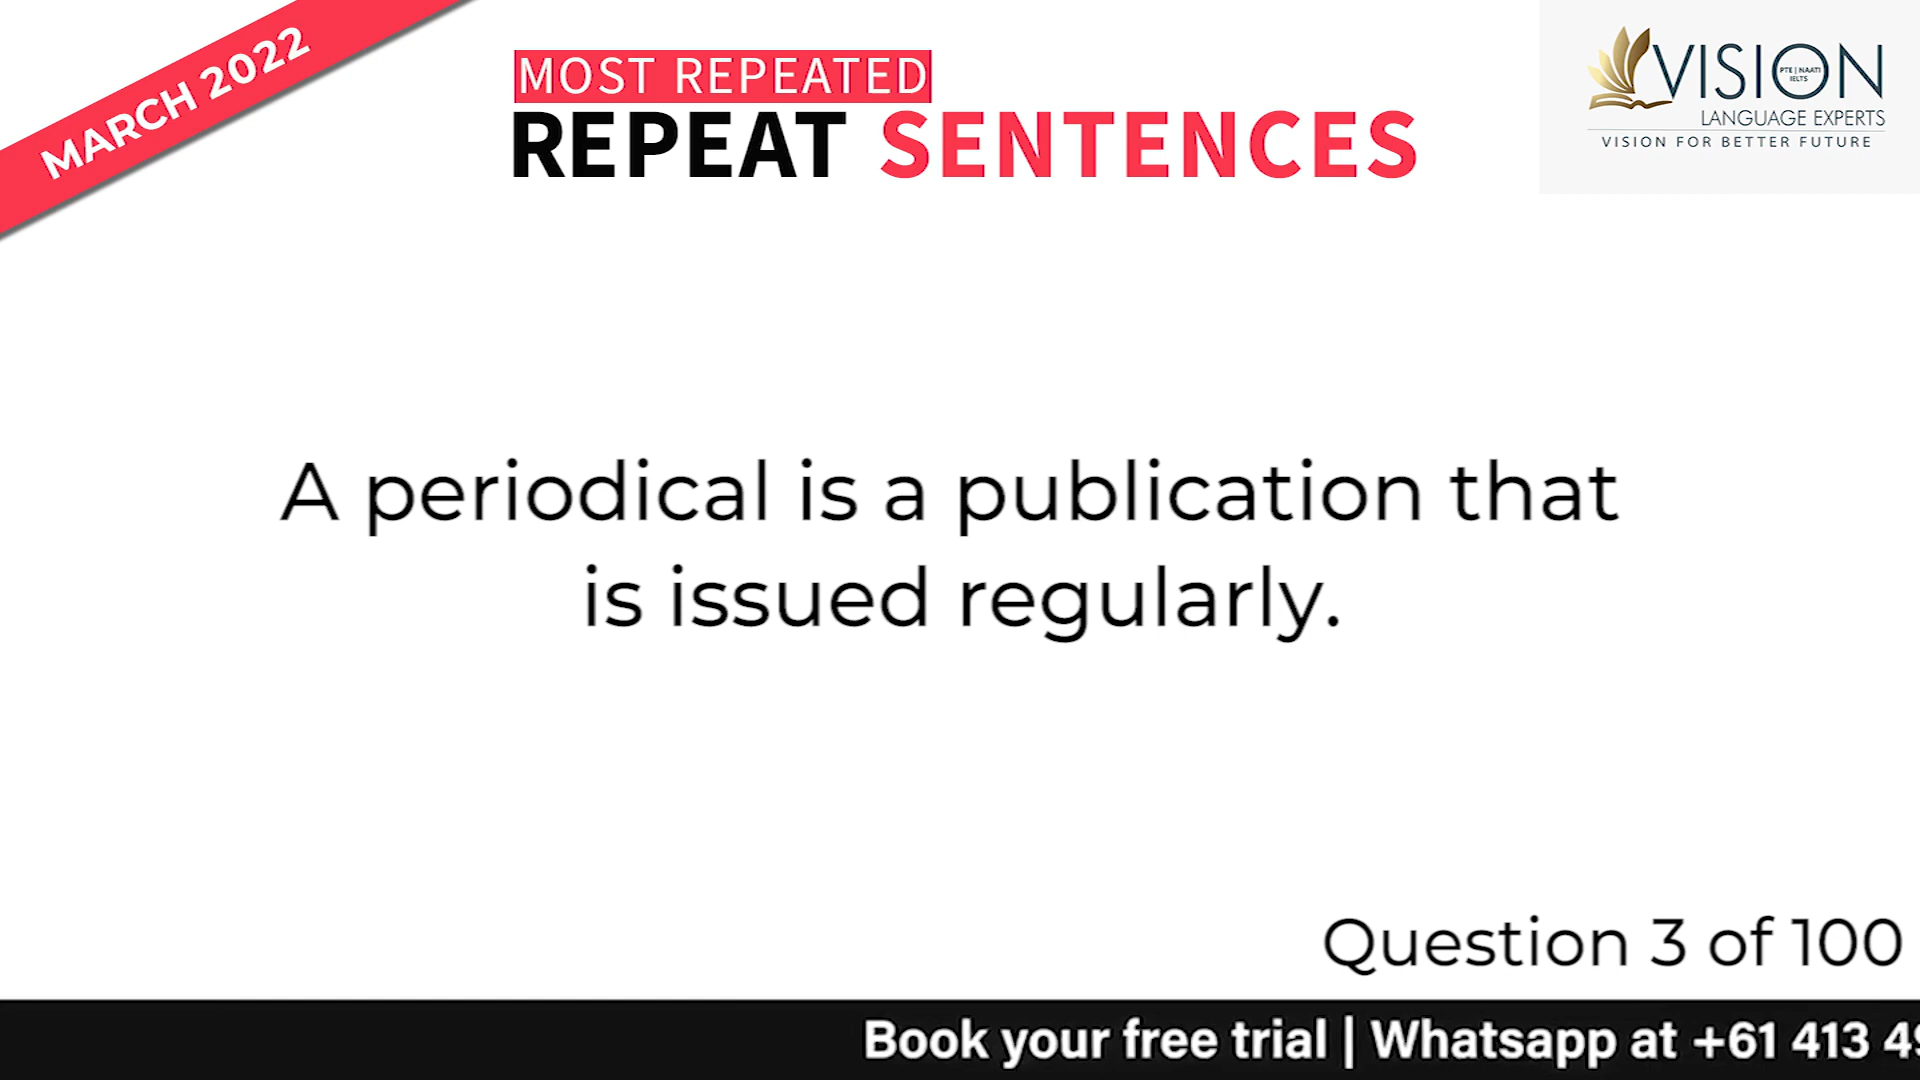 MARCH 2022
MOST REPEATED
REPEAT SENTENCES
VISION
PTE | NAATI
IELTS
LANGUAGE EXPERTS
VISION FOR BETTER FUTURE
A periodical is a publication that
is issued regularly.
Question 3 of 100
Book your free trial | Whatsapp at +61 413 49